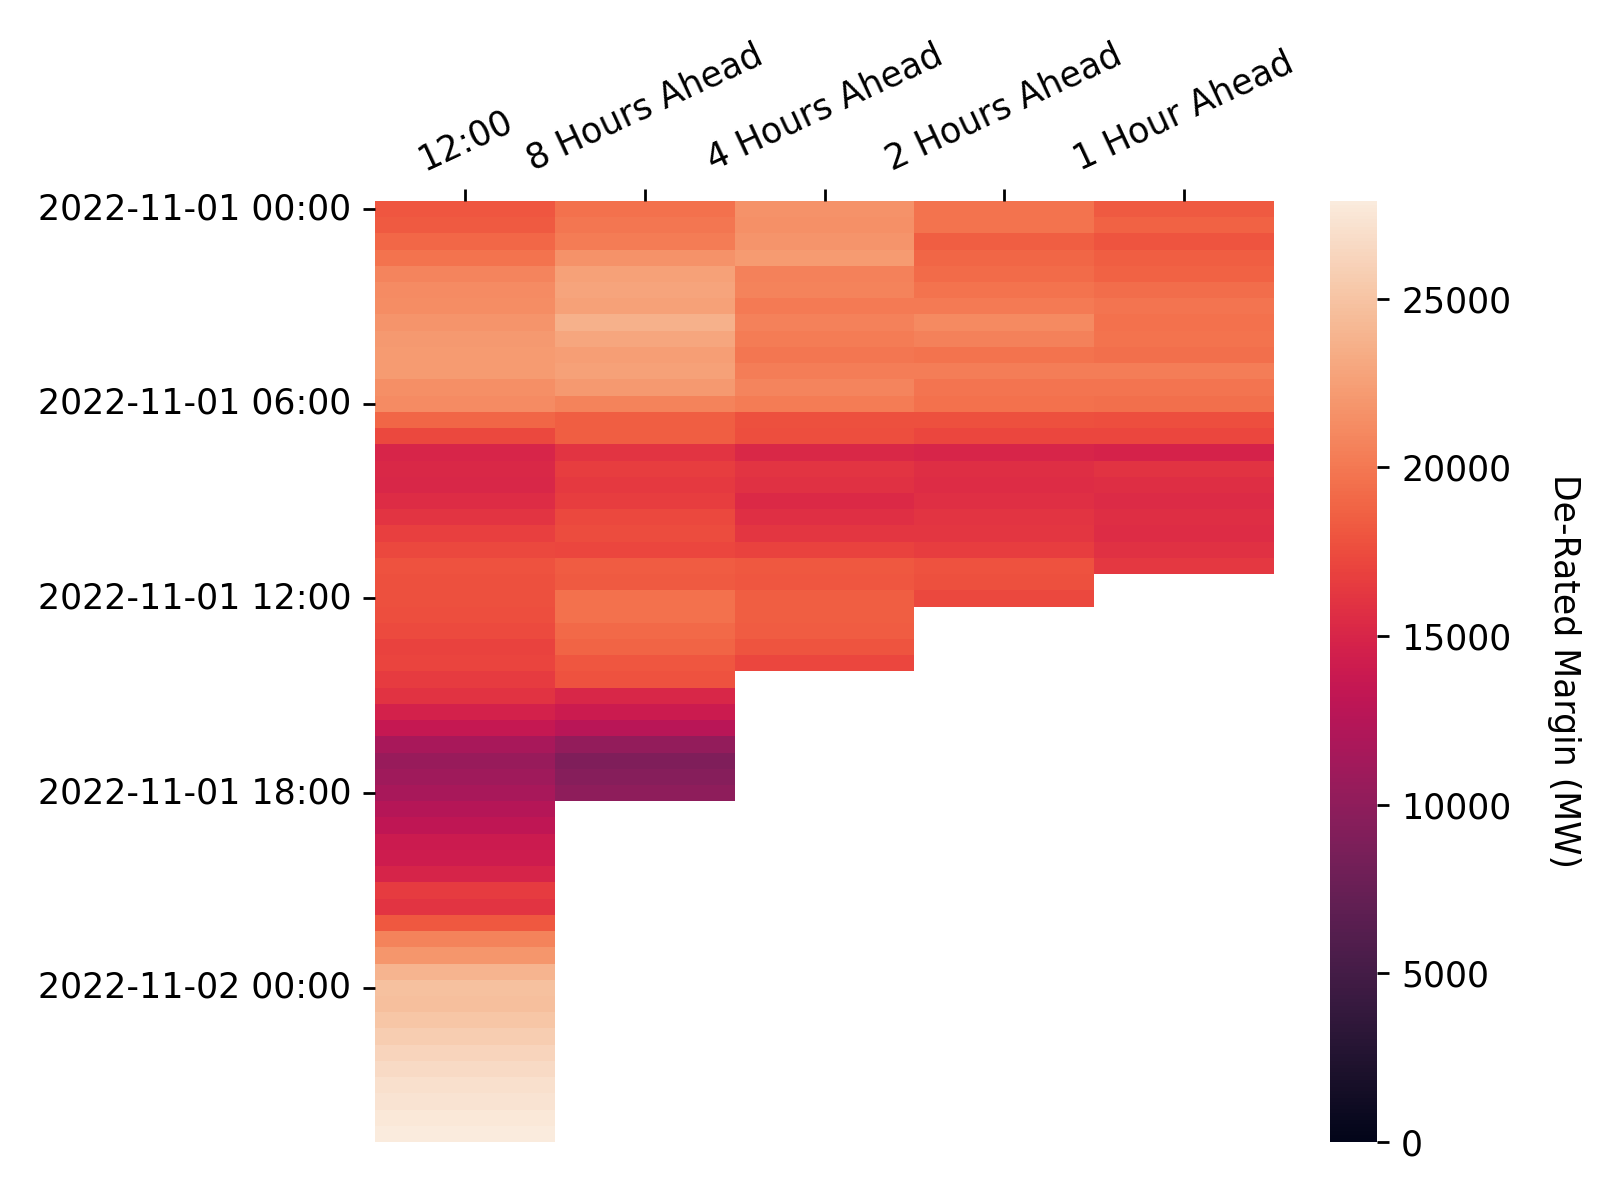 12:00
8 Hours Ahead
4 Hours Ahead
2 Hours Ahead
1 Hour Ahead
2022-11-01 00:00
2022-11-01 06:00
2022-11-01 12:00
2022-11-01 18:00
2022-11-02 00:00
25000
20000
15000
10000
5000
0
De-Rated Margin (MW)